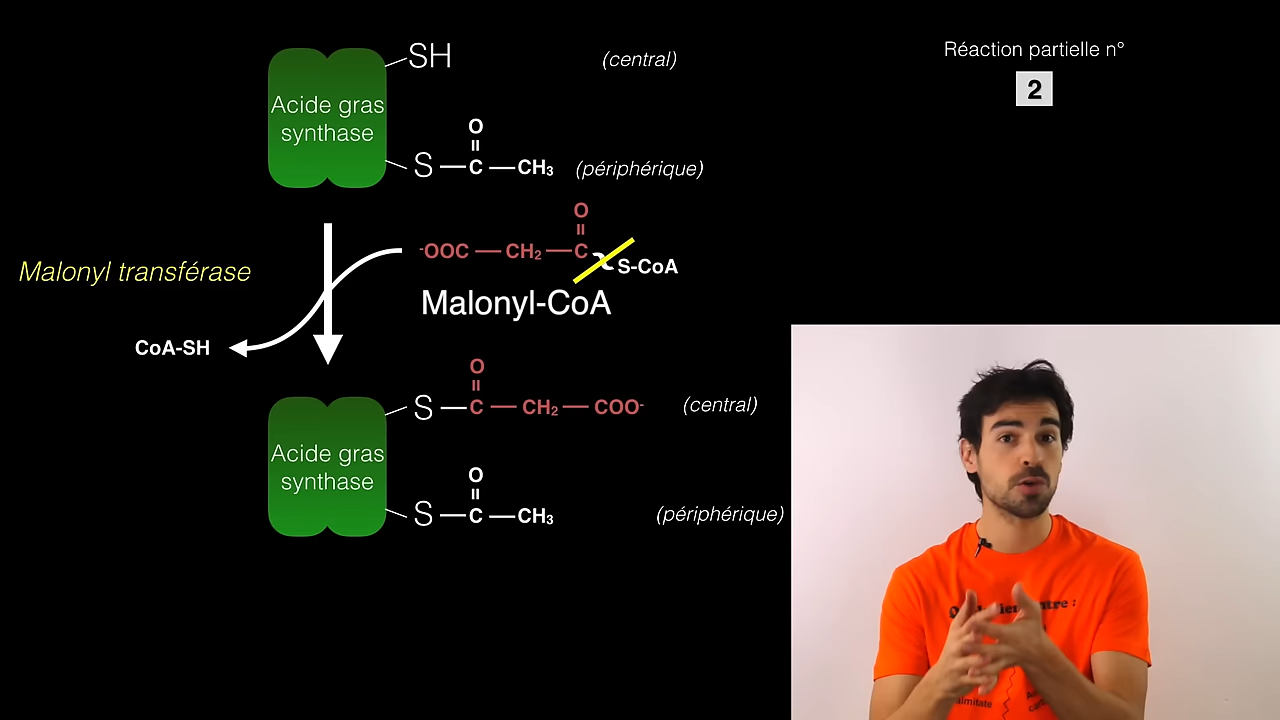 Réaction partielle n°
2
SH
(central)
Acide gras
synthase
O
S — C — CH₃
(périphérique)
O
⁻OOC — CH₂ — C
S-CoA
Malonyl-CoA
Malonyl transférase
CoA-SH
O
S — C — CH₂ — COO⁻
(central)
Acide gras
synthase
O
S — C — CH₃
(périphérique)